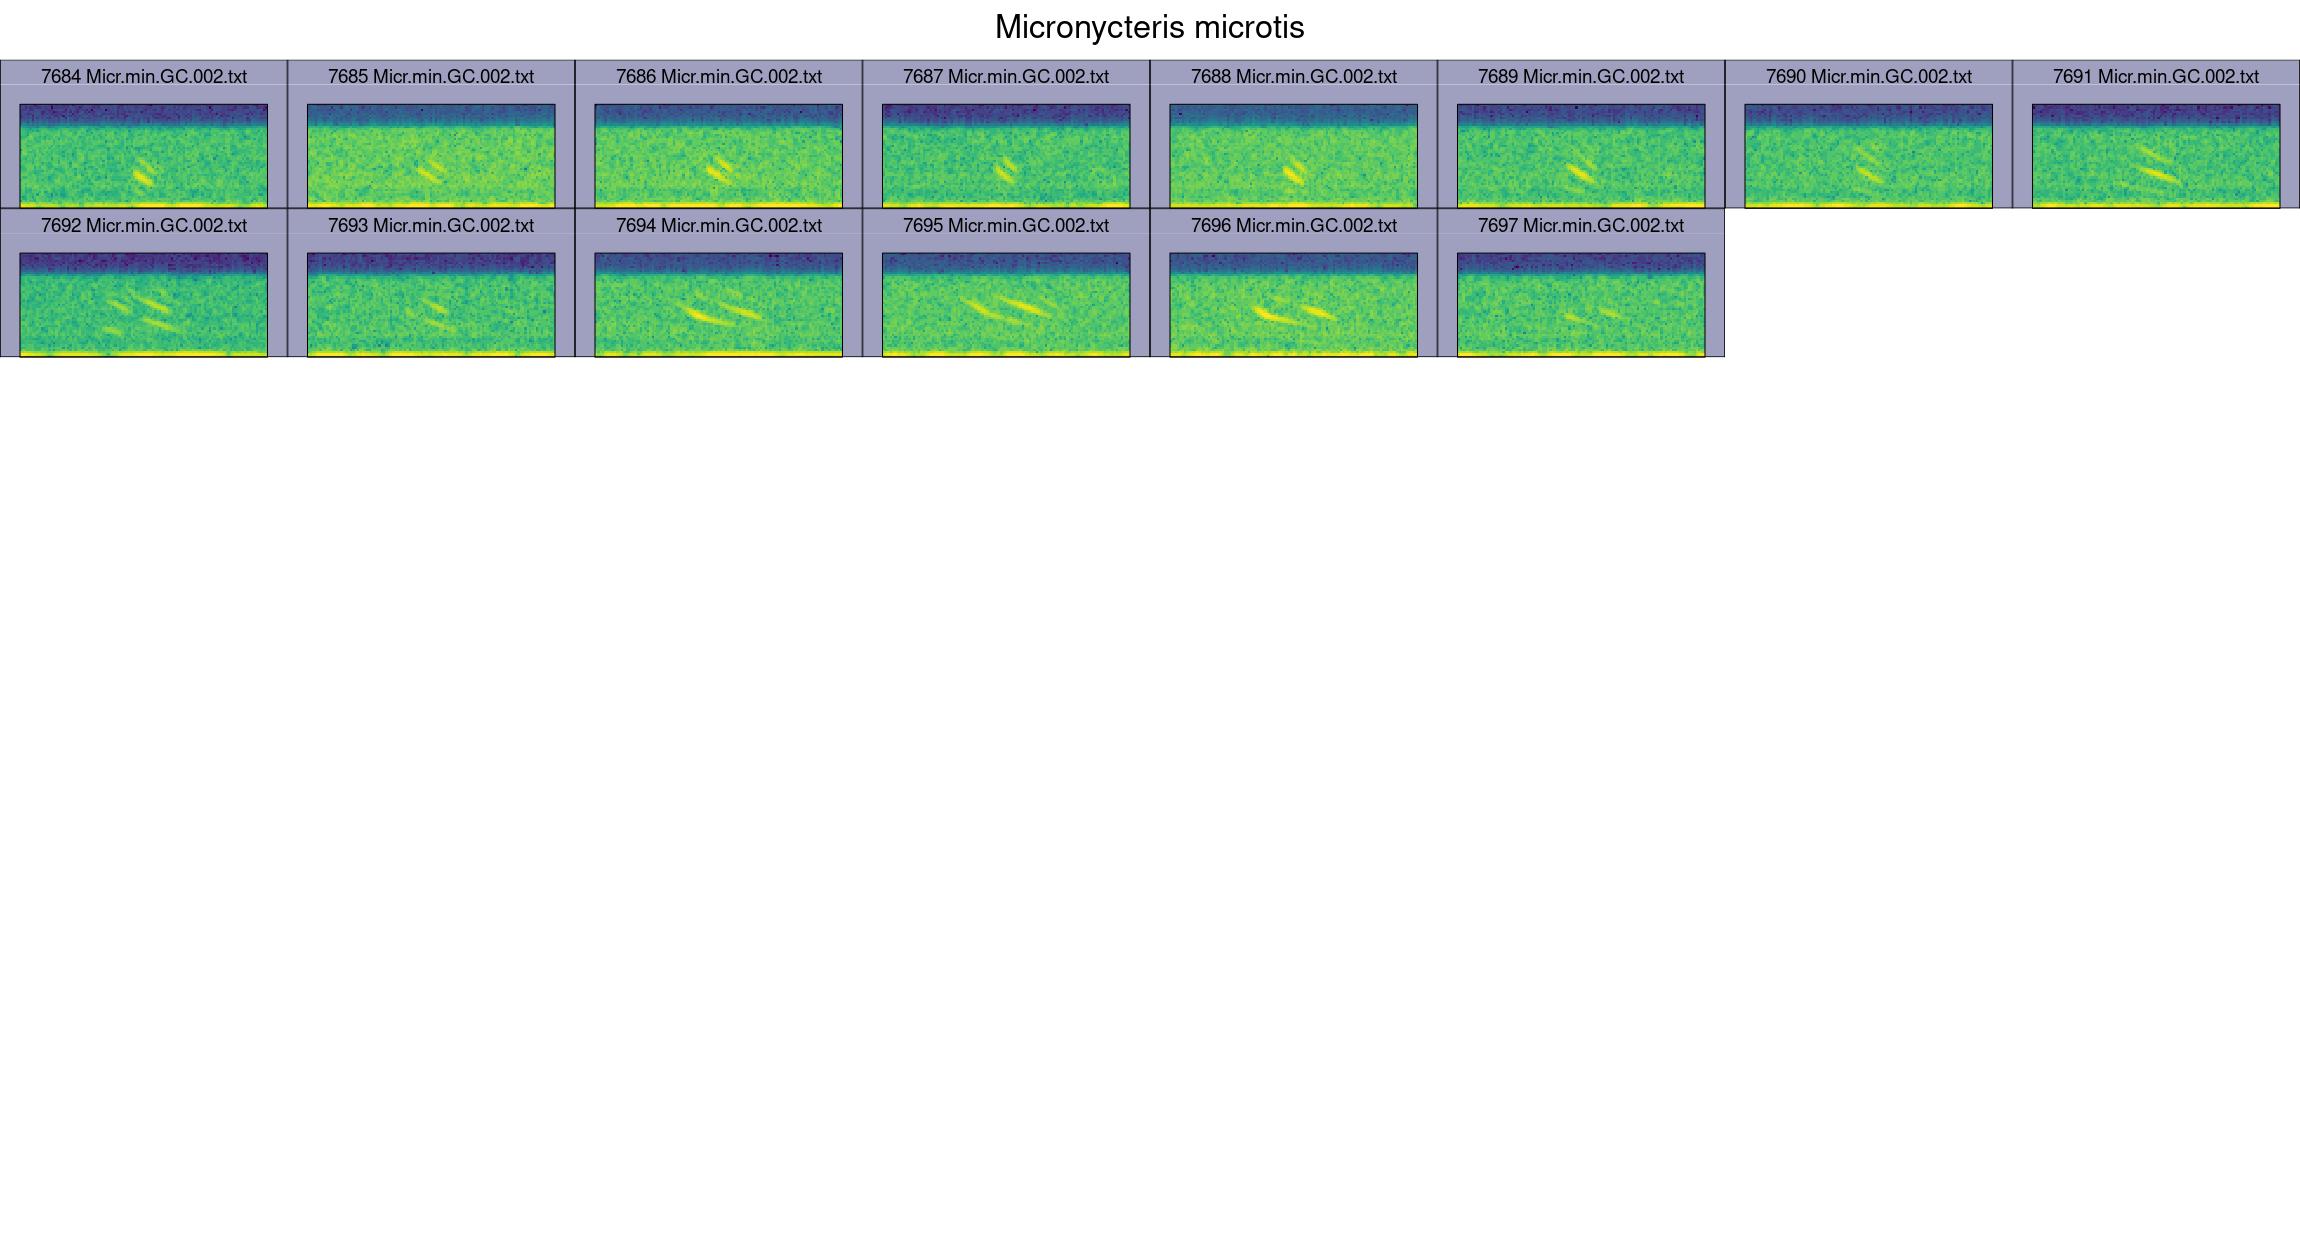 Micronycteris microtis
7684 Micr.min.GC.002.txt
7685 Micr.min.GC.002.txt
7686 Micr.min.GC.002.txt
7687 Micr.min.GC.002.txt
7688 Micr.min.GC.002.txt
7689 Micr.min.GC.002.txt
7690 Micr.min.GC.002.txt
7691 Micr.min.GC.002.txt
7692 Micr.min.GC.002.txt
7693 Micr.min.GC.002.txt
7694 Micr.min.GC.002.txt
7695 Micr.min.GC.002.txt
7696 Micr.min.GC.002.txt
7697 Micr.min.GC.002.txt